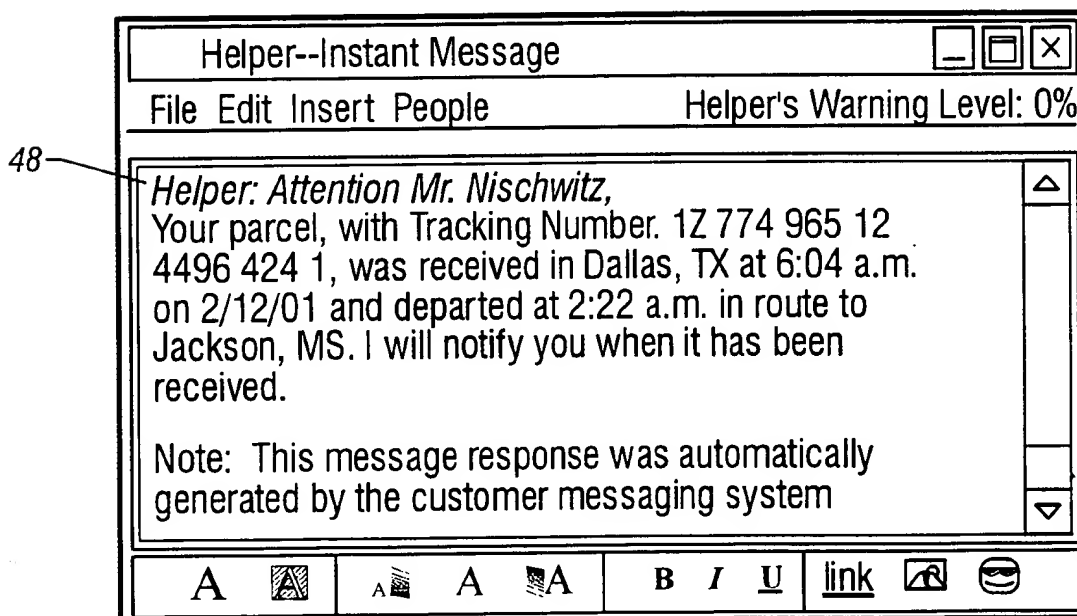 Helper--Instant Message
File Edit Insert People Helper's Warning Level: 0%
48
Helper: Attention Mr. Nischwitz,
Your parcel, with Tracking Number. 1Z 774 965 12
4496 424 1, was received in Dallas, TX at 6:04 a.m.
on 2/12/01 and departed at 2:22 a.m. in route to
Jackson, MS. I will notify you when it has been
received.
Note: This message response was automatically
generated by the customer messaging system
A A A A A B I U link